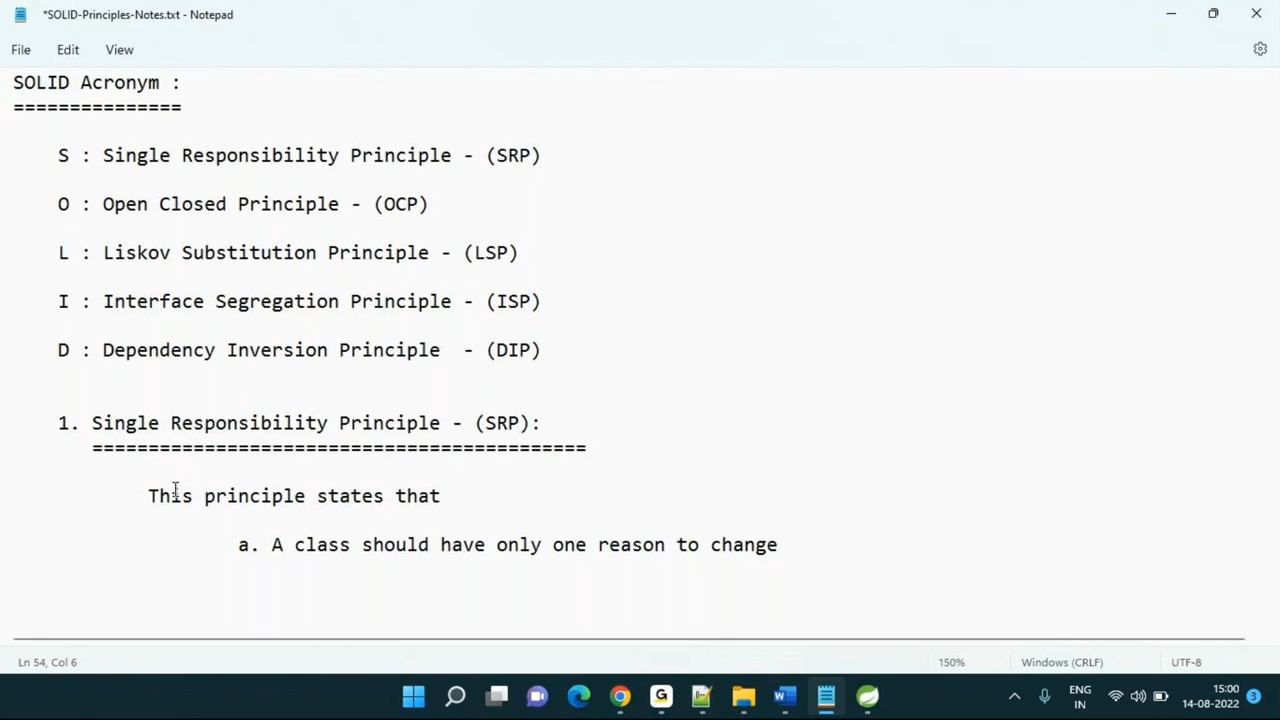 *SOLID-Principles-Notes.txt - Notepad
File Edit View
SOLID Acronym :
===============
S : Single Responsibility Principle - (SRP)
O : Open Closed Principle - (OCP)
L : Liskov Substitution Principle - (LSP)
I : Interface Segregation Principle - (ISP)
D : Dependency Inversion Principle  - (DIP)
1. Single Responsibility Principle - (SRP):
============================================
This principle states that
a. A class should have only one reason to change
Ln 54, Col 6 150% Windows (CRLF) UTF-8
ENG 15:00
IN 14-08-2022 3